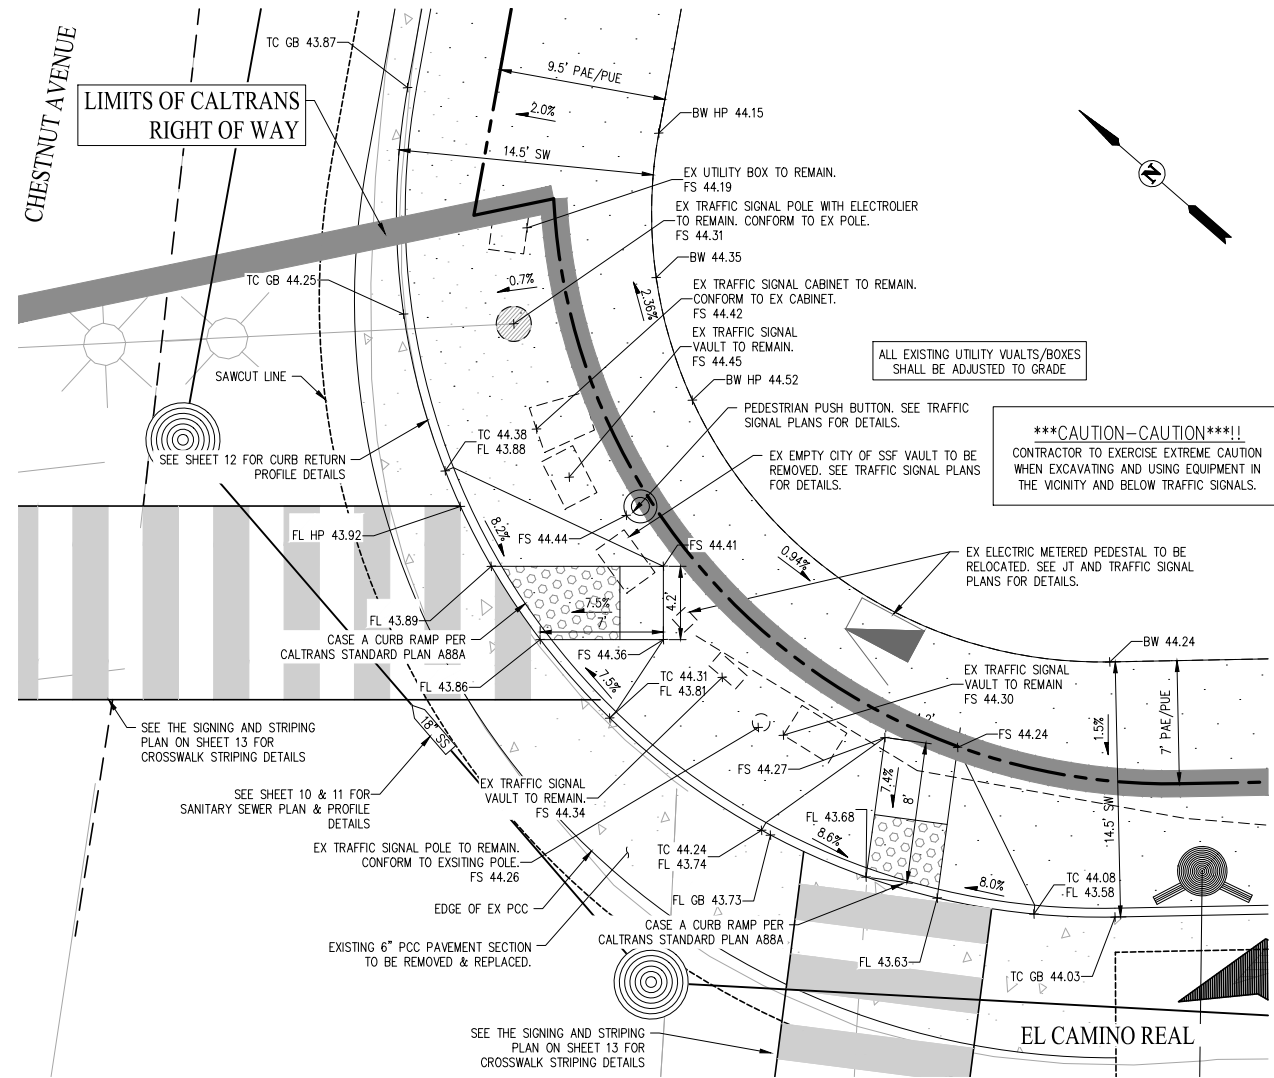 CHESTNUT AVENUE
LIMITS OF CALTRANS
RIGHT OF WAY
TC GB 43.87
9.5' PAE/PUE
2.0%
BW HP 44.15
14.5' SW
EX UTILITY BOX TO REMAIN.
FS 44.19
EX TRAFFIC SIGNAL POLE WITH ELECTROLIER
TO REMAIN. CONFORM TO EX POLE.
FS 44.31
N
BW 44.35
TC GB 44.25
0.7%
2.36%
EX TRAFFIC SIGNAL CABINET TO REMAIN.
CONFORM TO EX CABINET.
FS 44.42
EX TRAFFIC SIGNAL
VAULT TO REMAIN.
FS 44.45
ALL EXISTING UTILITY VUALTS/BOXES
SHALL BE ADJUSTED TO GRADE
SAWCUT LINE
BW HP 44.52
PEDESTRIAN PUSH BUTTON. SEE TRAFFIC
SIGNAL PLANS FOR DETAILS.
***CAUTION-CAUTION***!!
CONTRACTOR TO EXERCISE EXTREME CAUTION
WHEN EXCAVATING AND USING EQUIPMENT IN
THE VICINITY AND BELOW TRAFFIC SIGNALS.
TC 44.38
FL 43.88
SEE SHEET 12 FOR CURB RETURN
PROFILE DETAILS
EX EMPTY CITY OF SSF VAULT TO BE
REMOVED. SEE TRAFFIC SIGNAL PLANS
FOR DETAILS.
FL HP 43.92
8.2%
FS 44.44
FS 44.41
0.94%
EX ELECTRIC METERED PEDESTAL TO BE
RELOCATED. SEE JT AND TRAFFIC SIGNAL
PLANS FOR DETAILS.
7.5%
7'
4.2'
FL 43.89
CASE A CURB RAMP PER
CALTRANS STANDARD PLAN A88A
FS 44.36
BW 44.24
FL 43.86
7.5%
TC 44.31
FL 43.81
EX TRAFFIC SIGNAL
VAULT TO REMAIN
FS 44.30
7' PAE/PUE
1.5%
SEE THE SIGNING AND STRIPING
PLAN ON SHEET 13 FOR
CROSSWALK STRIPING DETAILS
18" SS
FS 44.24
FS 44.27
7.4%
8'
SEE SHEET 10 & 11 FOR
SANITARY SEWER PLAN & PROFILE
DETAILS
EX TRAFFIC SIGNAL
VAULT TO REMAIN.
FS 44.34
FL 43.68
8.6%
14.5' SW
EX TRAFFIC SIGNAL POLE TO REMAIN.
CONFORM TO EXSITING POLE.
FS 44.26
TC 44.24
FL 43.74
8.0%
TC 44.08
FL 43.58
EDGE OF EX PCC
FL GB 43.73
EXISTING 6" PCC PAVEMENT SECTION
TO BE REMOVED & REPLACED.
CASE A CURB RAMP PER
CALTRANS STANDARD PLAN A88A
FL 43.63
TC GB 44.03
SEE THE SIGNING AND STRIPING
PLAN ON SHEET 13 FOR
CROSSWALK STRIPING DETAILS
EL CAMINO REAL